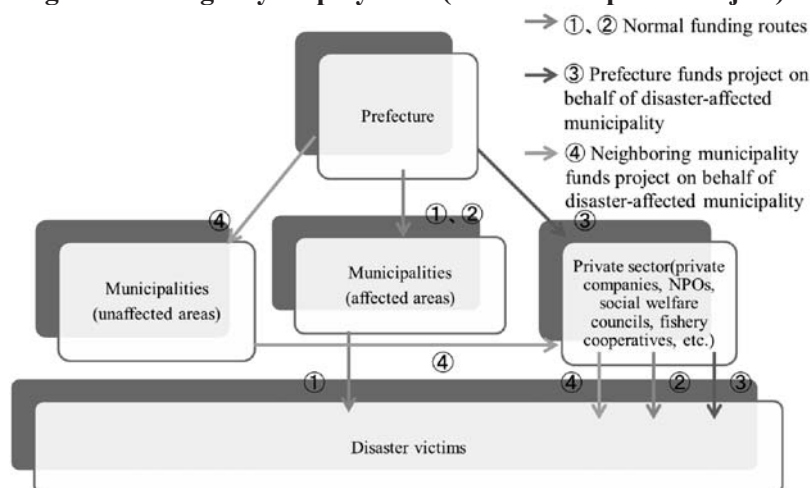 → ①、② Normal funding routes
→ ③ Prefecture funds project on
behalf of disaster-affected
municipality
→ ④ Neighboring municipality
funds project on behalf of
disaster-affected municipality
Prefecture
④
①、②
③
Municipalities
(unaffected areas)
Municipalities
(affected areas)
Private sector(private
companies, NPOs,
social welfare
councils, fishery
cooperatives, etc.)
④
①
④
②
③
Disaster victims